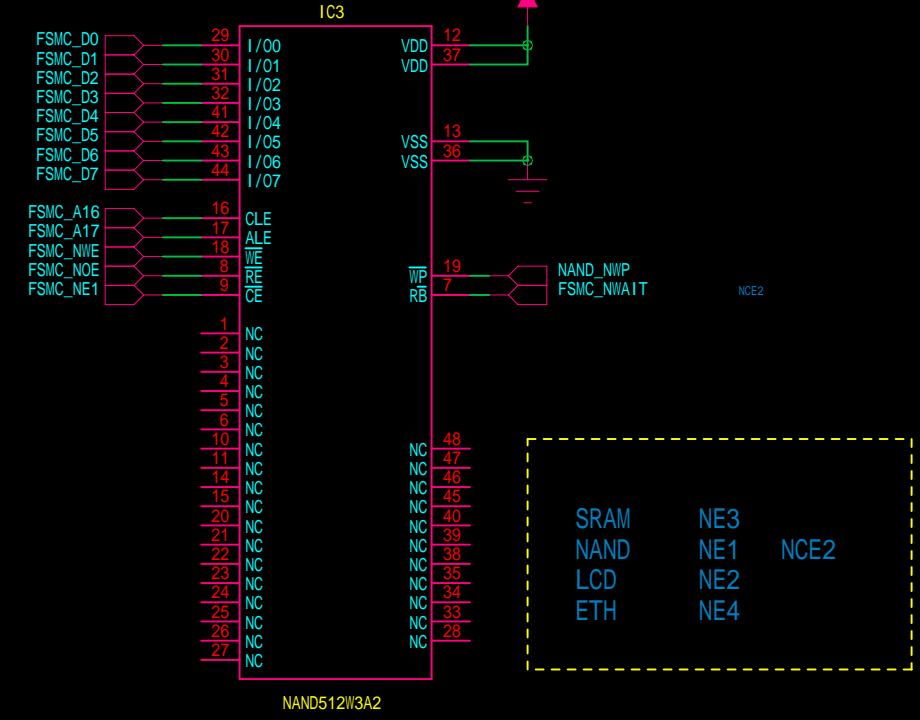 IC3
FSMC_D0 29 I/O0 VDD 12
FSMC_D1 30 I/O1 VDD 37
FSMC_D2 31 I/O2
FSMC_D3 32 I/O3
FSMC_D4 41 I/O4
FSMC_D5 42 I/O5 VSS 13
FSMC_D6 43 I/O6 VSS 36
FSMC_D7 44 I/O7
FSMC_A16 16 CLE
FSMC_A17 17 ALE
FSMC_NWE 18 WE
FSMC_NOE 8 RE WP 19 NAND_NWP
FSMC_NE1 9 CE RB 7 FSMC_NWAIT NCE2
1 NC
2 NC
3 NC
4 NC
5 NC
6 NC
10 NC NC 48
11 NC NC 47
14 NC NC 46
15 NC NC 45
20 NC NC 40
21 NC NC 39
22 NC NC 38
23 NC NC 35
24 NC NC 34
25 NC NC 33
26 NC NC 28
27 NC
SRAM NE3
NAND NE1 NCE2
LCD NE2
ETH NE4
NAND512W3A2